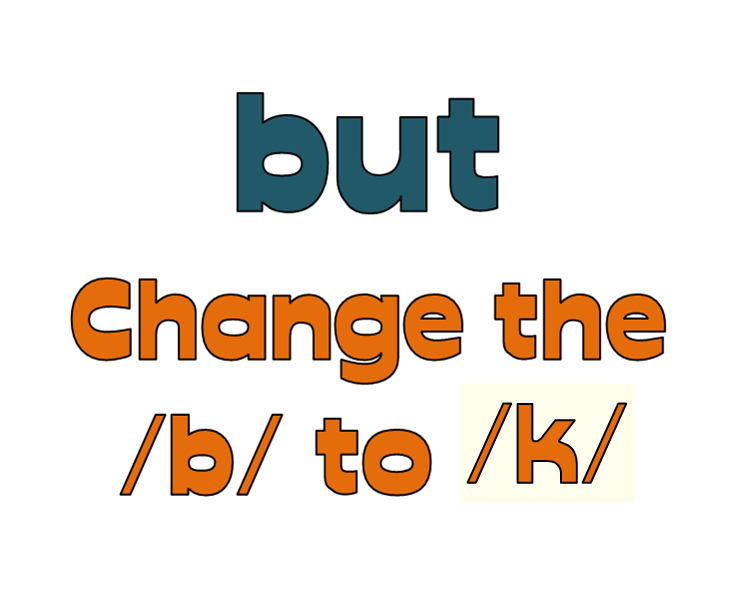 but
Change the
/b/ to /k/